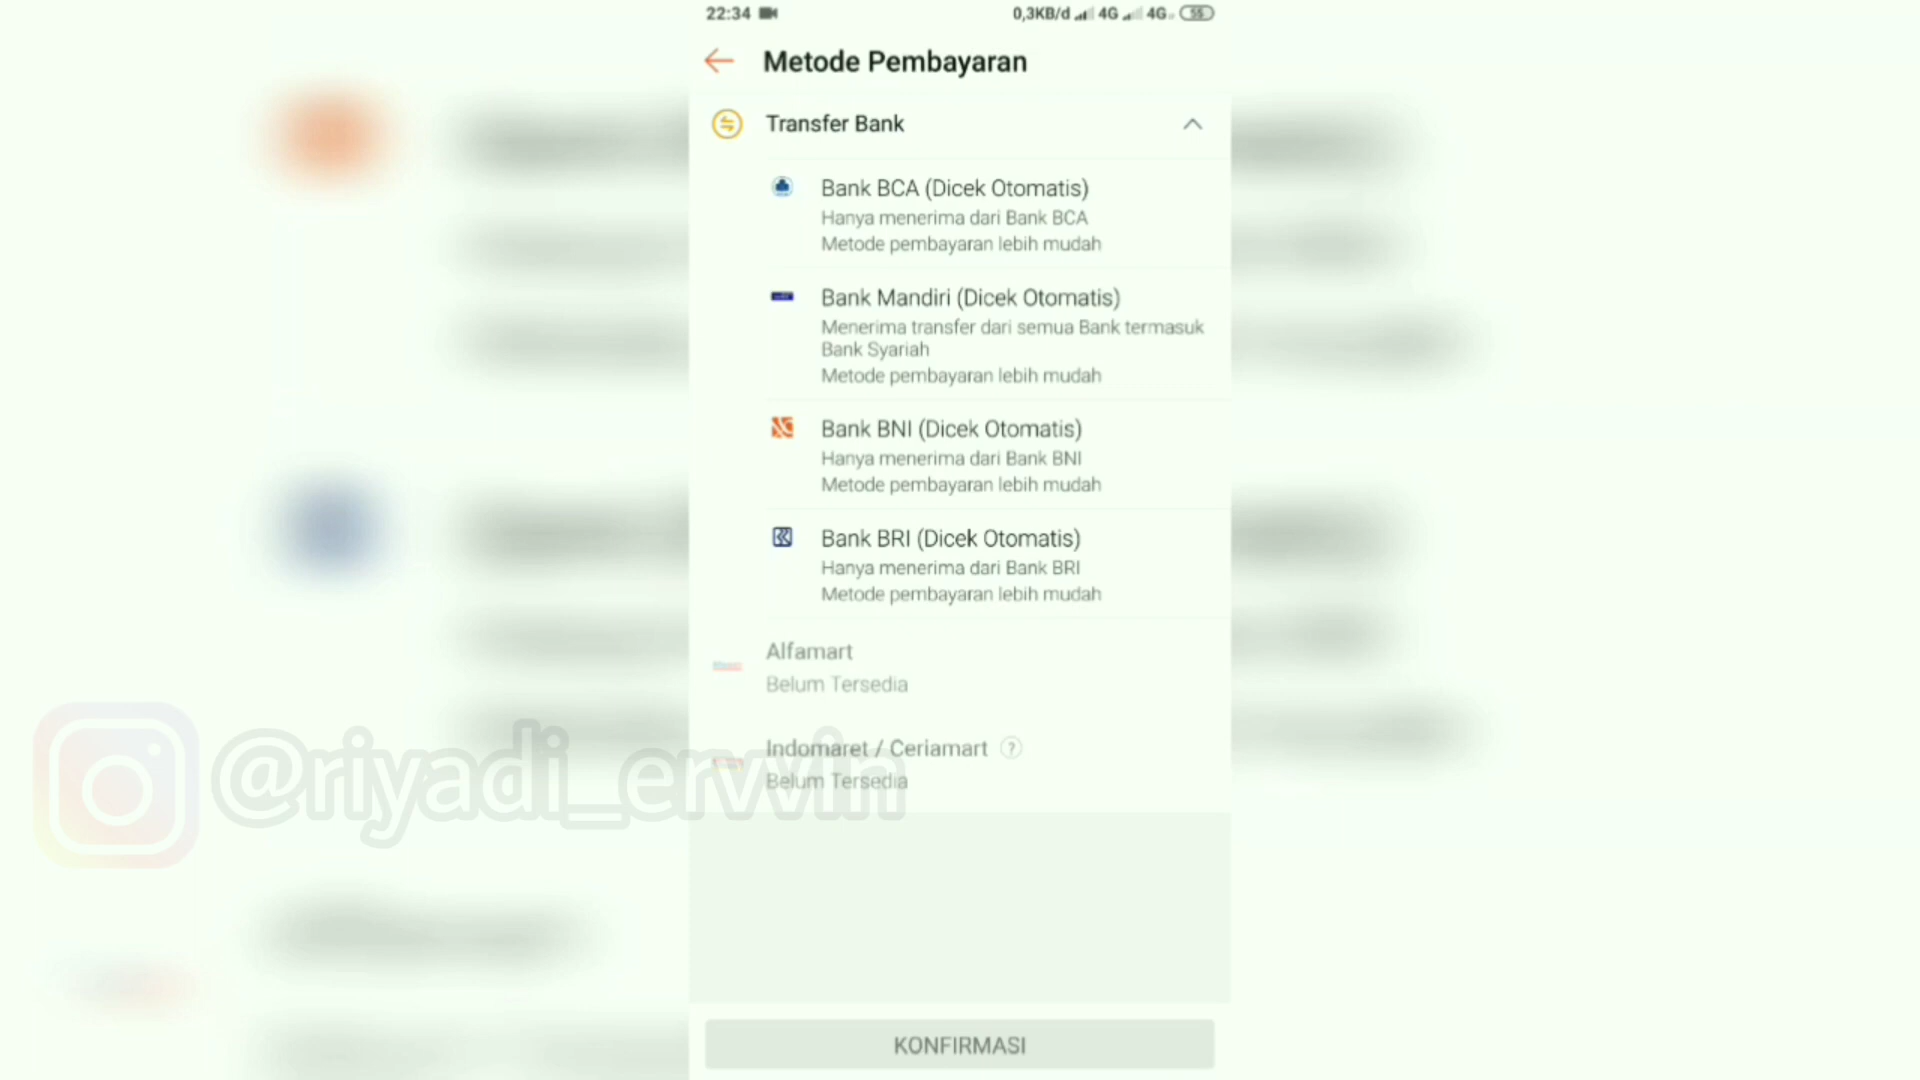 22:34
0,3KB/d 4G 4G 55
Metode Pembayaran
Transfer Bank
Bank BCA (Dicek Otomatis)
Hanya menerima dari Bank BCA
Metode pembayaran lebih mudah
Bank Mandiri (Dicek Otomatis)
Menerima transfer dari semua Bank termasuk
Bank Syariah
Metode pembayaran lebih mudah
Bank BNI (Dicek Otomatis)
Hanya menerima dari Bank BNI
Metode pembayaran lebih mudah
Bank BRI (Dicek Otomatis)
Hanya menerima dari Bank BRI
Metode pembayaran lebih mudah
Alfamart
Belum Tersedia
Indomaret / Ceriamart ?
Belum Tersedia
@riyadi_ervvin
KONFIRMASI